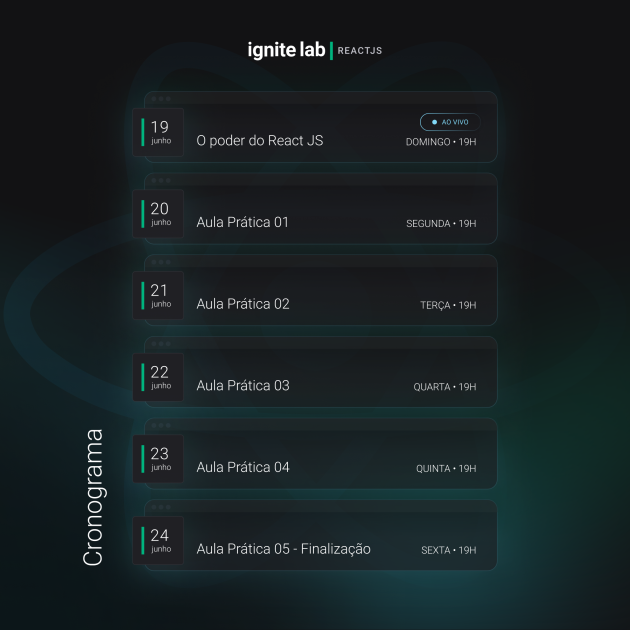 ignite lab | REACTJS
19
junho
O poder do React JS
AO VIVO
DOMINGO • 19H
20
junho
Aula Prática 01
SEGUNDA • 19H
21
junho
Aula Prática 02
TERÇA • 19H
22
junho
Aula Prática 03
QUARTA • 19H
23
junho
Aula Prática 04
QUINTA • 19H
24
junho
Aula Prática 05 - Finalização
SEXTA • 19H
Cronograma